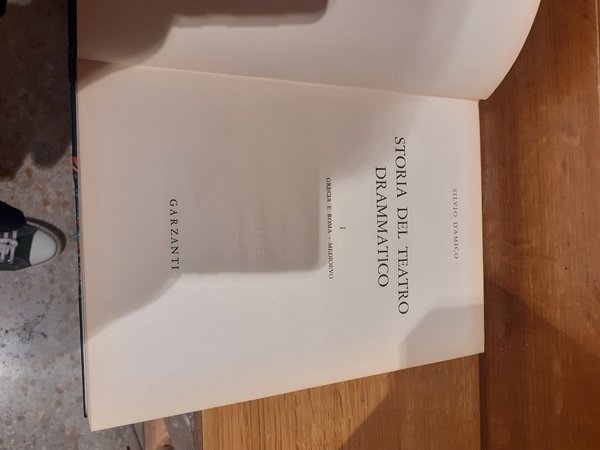 SILVIO D'AMICO
STORIA DEL TEATRO
DRAMMATICO
I
GRECIA E ROMA – MEDIOEVO
GARZANTI